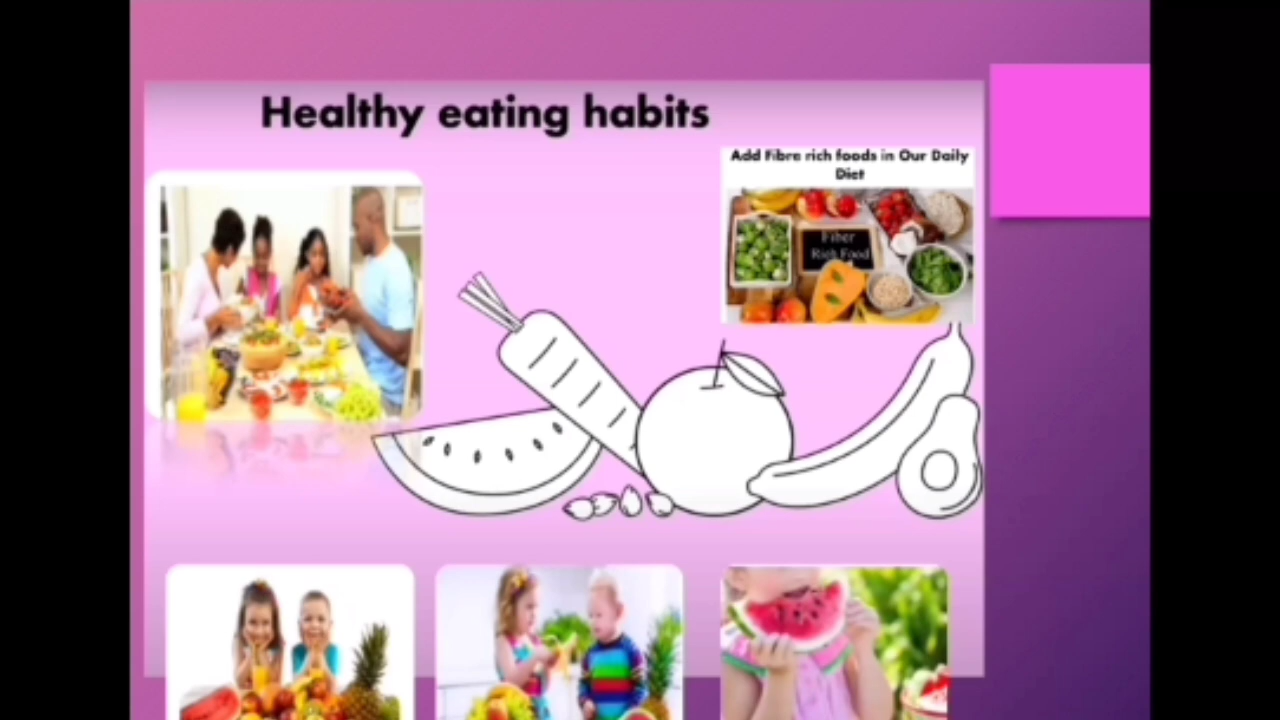 Healthy eating habits
Add Fibre rich foods in Our Daily
Diet
Fiber
Rich Food